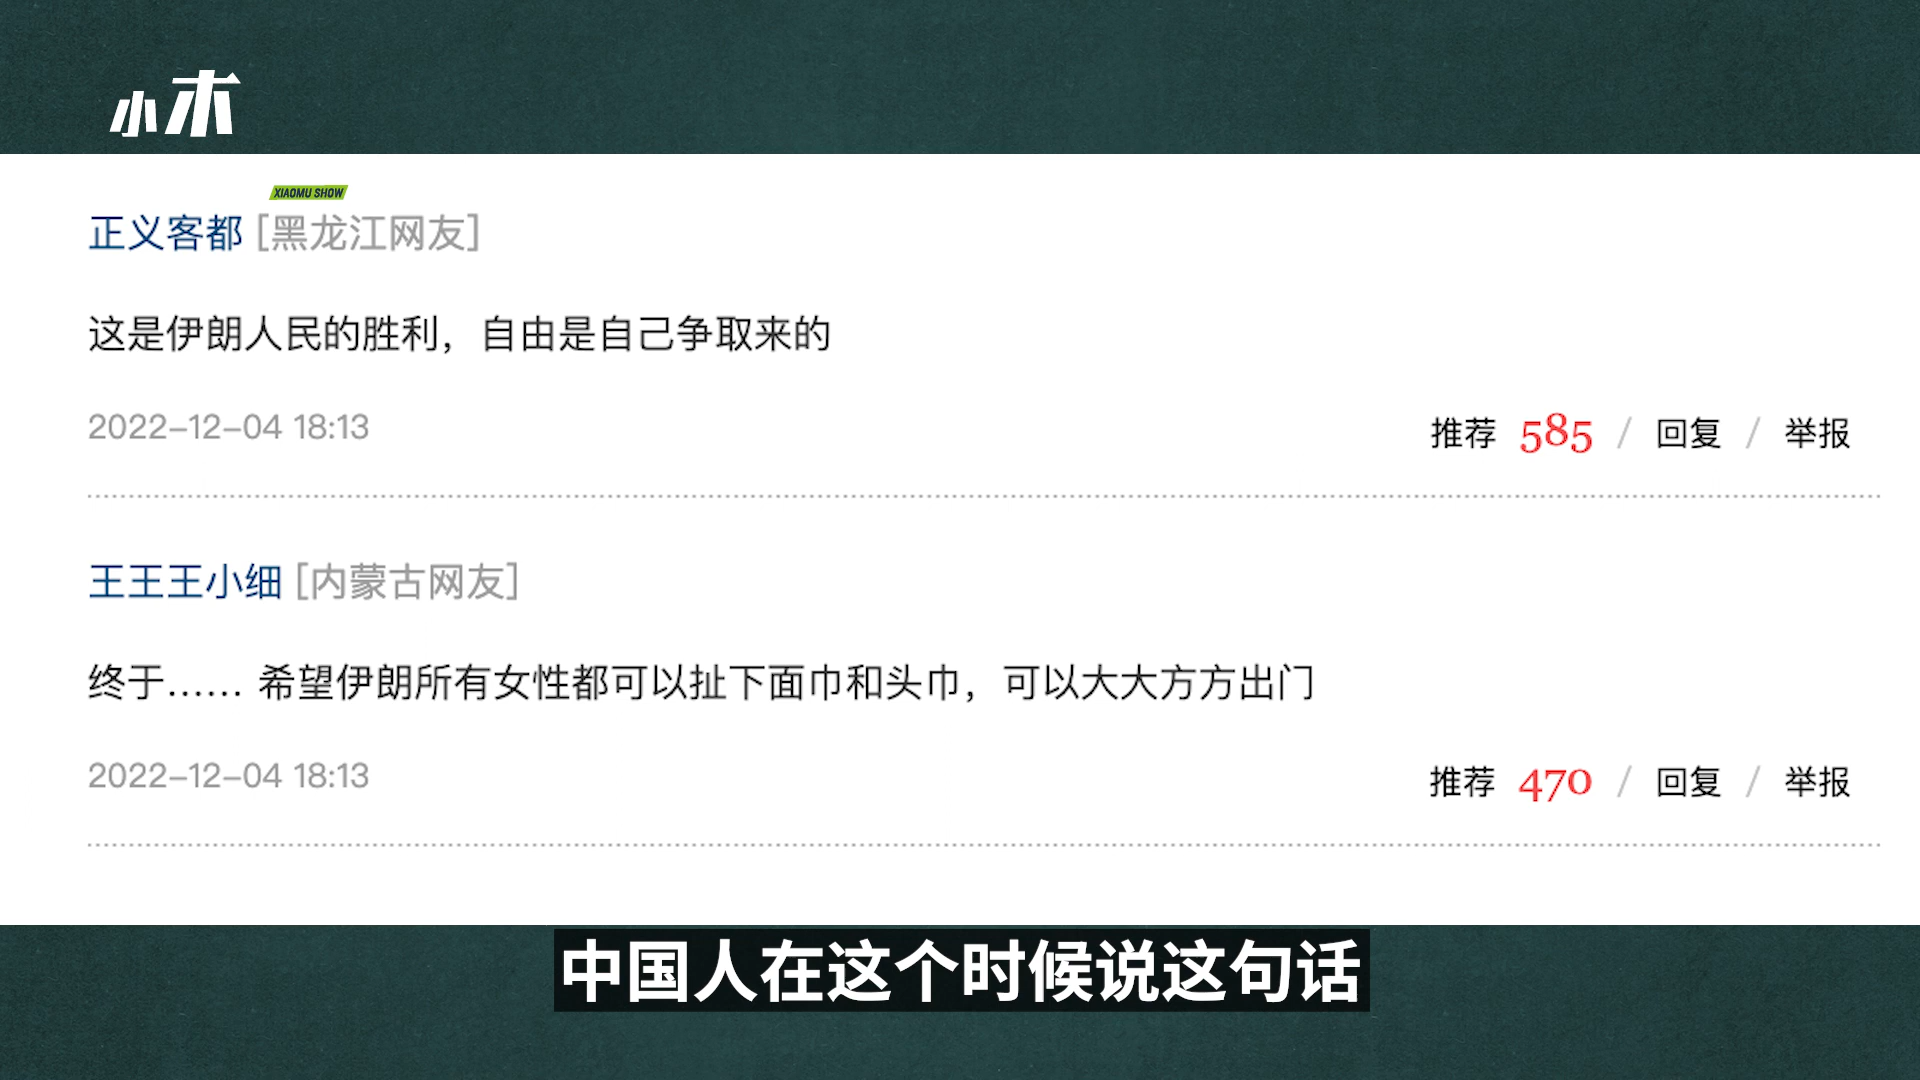 小木
XIAOMU SHOW
正义客都 [黑龙江网友]
这是伊朗人民的胜利，自由是自己争取来的
2022-12-04 18:13
推荐 585 / 回复 / 举报
王王王小细 [内蒙古网友]
终于…… 希望伊朗所有女性都可以扯下面巾和头巾，可以大大方方出门
2022-12-04 18:13
推荐 470 / 回复 / 举报
中国人在这个时候说这句话